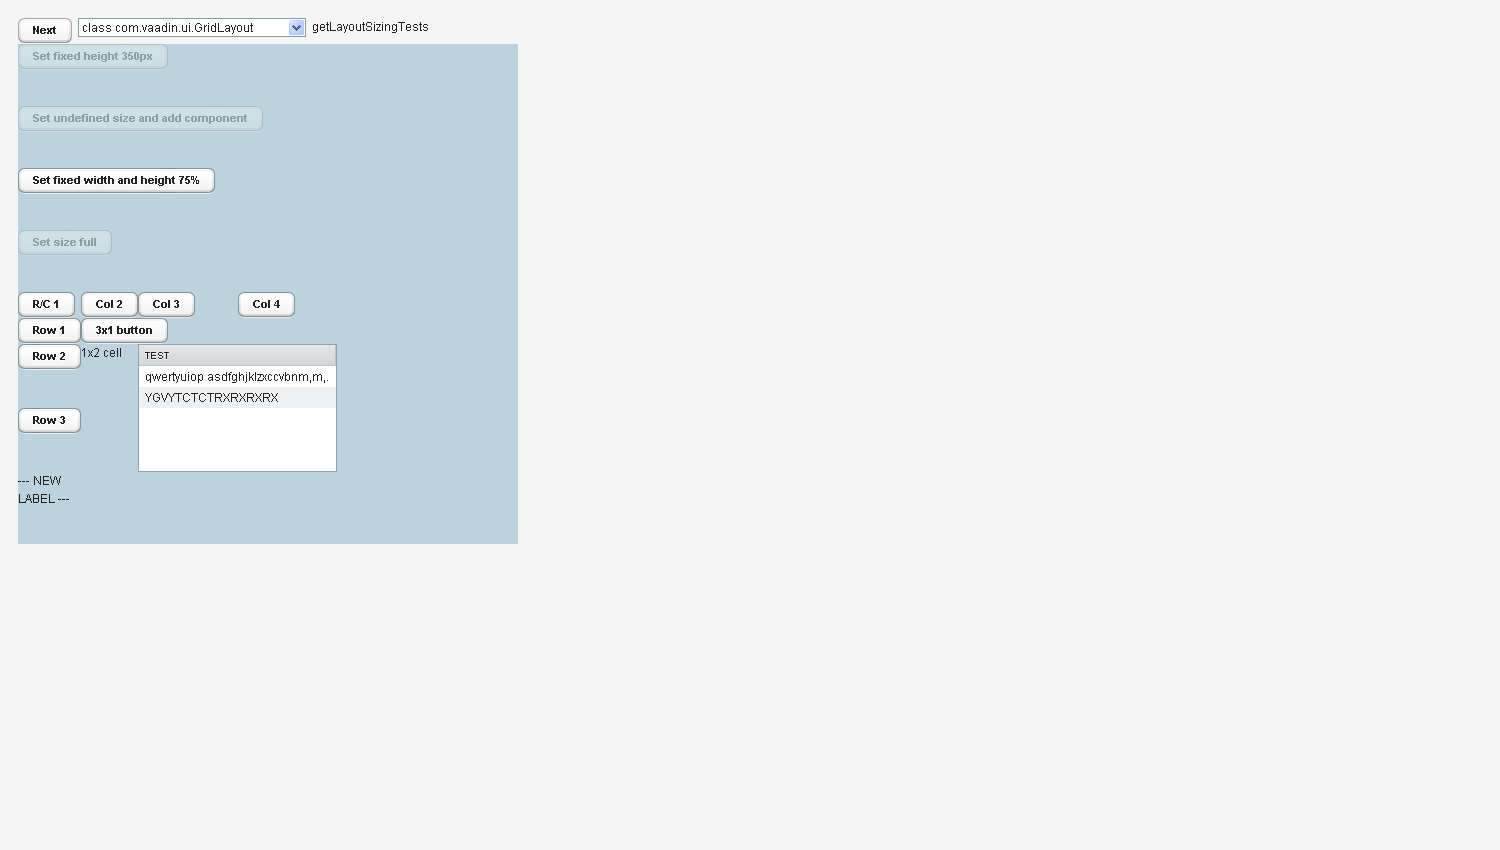 Next class com.vaadin.ui.GridLayout getLayoutSizingTests
Set fixed height 350px
Set undefined size and add component
Set fixed width and height 75%
Set size full
R/C 1 Col 2 Col 3 Col 4
Row 1 3x1 button
Row 2 1x2 cell TEST
qwertyuiop asdfghjklzxccvbnm,m,.
YGVYTCTCTRXRXRXRX
Row 3
--- NEW
LABEL ---